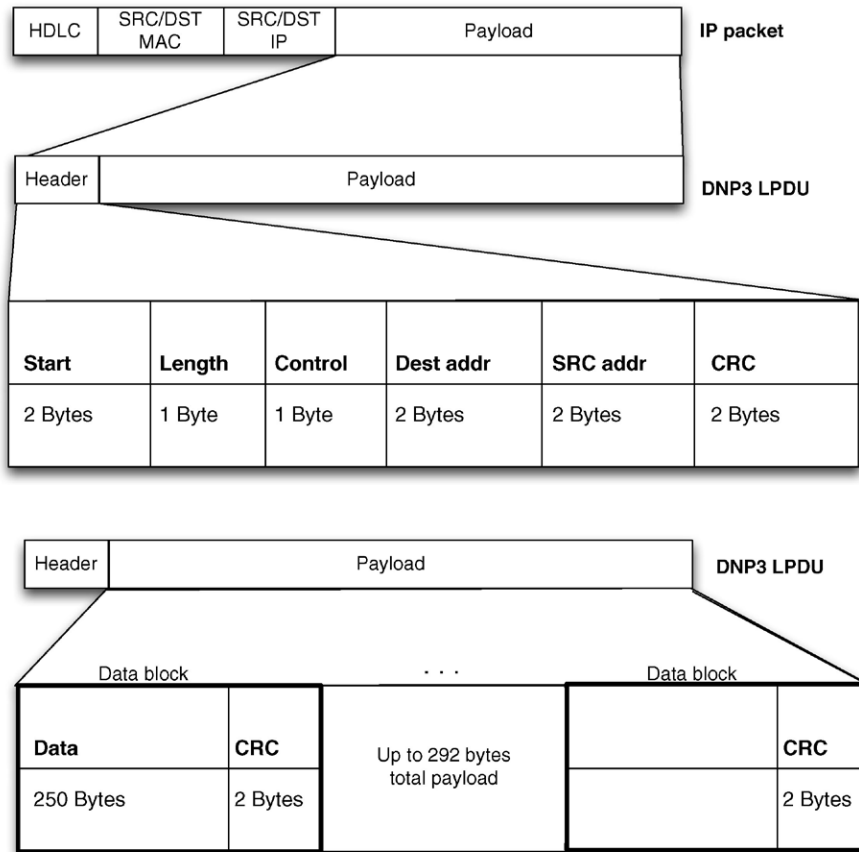 HDLC
SRC/DST
MAC
SRC/DST
IP
Payload
IP packet
Header
Payload
DNP3 LPDU
Start
Length
Control
Dest addr
SRC addr
CRC
2 Bytes
1 Byte
1 Byte
2 Bytes
2 Bytes
2 Bytes
Header
Payload
DNP3 LPDU
Data block
. . .
Data block
Data
CRC
Up to 292 bytes
total payload
CRC
250 Bytes
2 Bytes
2 Bytes